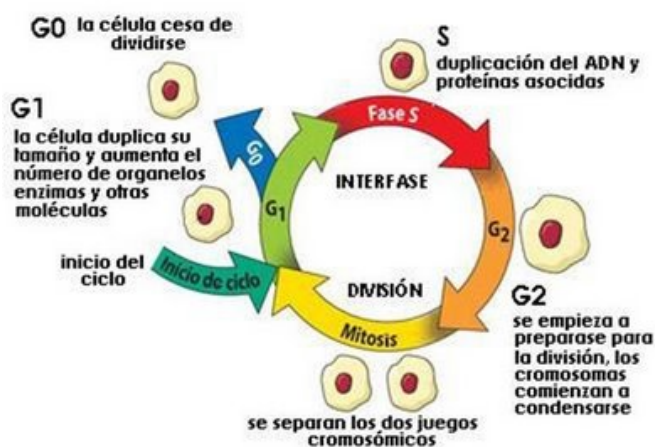 G0 la célula cesa de
dividirse
S
duplicación del ADN y
proteínas asocidas
G1
la célula duplica su
tamaño y aumenta el
número de organelos
enzimas y otras
moléculas
Fase S
G0
INTERFASE
G1
G2
inicio del
ciclo
Inicio de ciclo
DIVISIÓN
Mitosis
G2
se empieza a
preparase para
la división, los
cromosomas
comienzan a
condensarse
se separan los dos juegos
cromosómicos